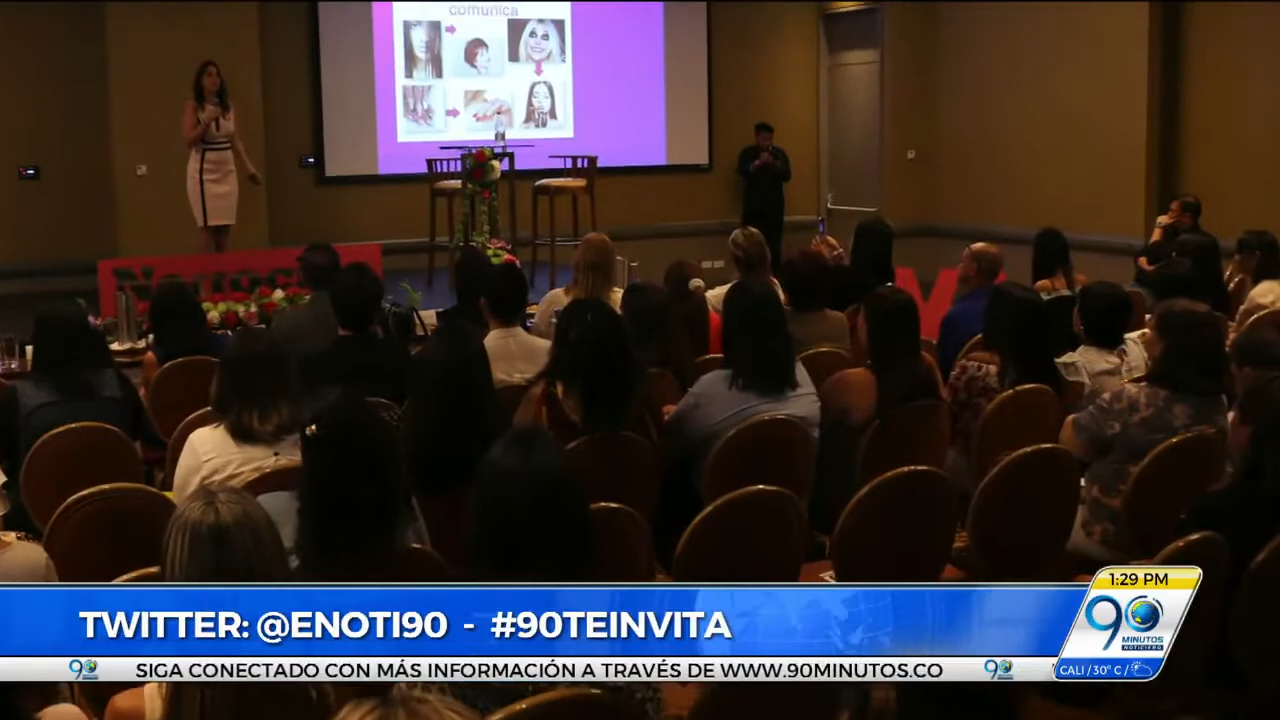 comunica
TWITTER: @ENOTI90 - #90TEINVITA
1:29 PM
90
MINUTOS
NOTICIERO
CALI / 30° C /
SIGA CONECTADO CON MÁS INFORMACIÓN A TRAVÉS DE WWW.90MINUTOS.CO